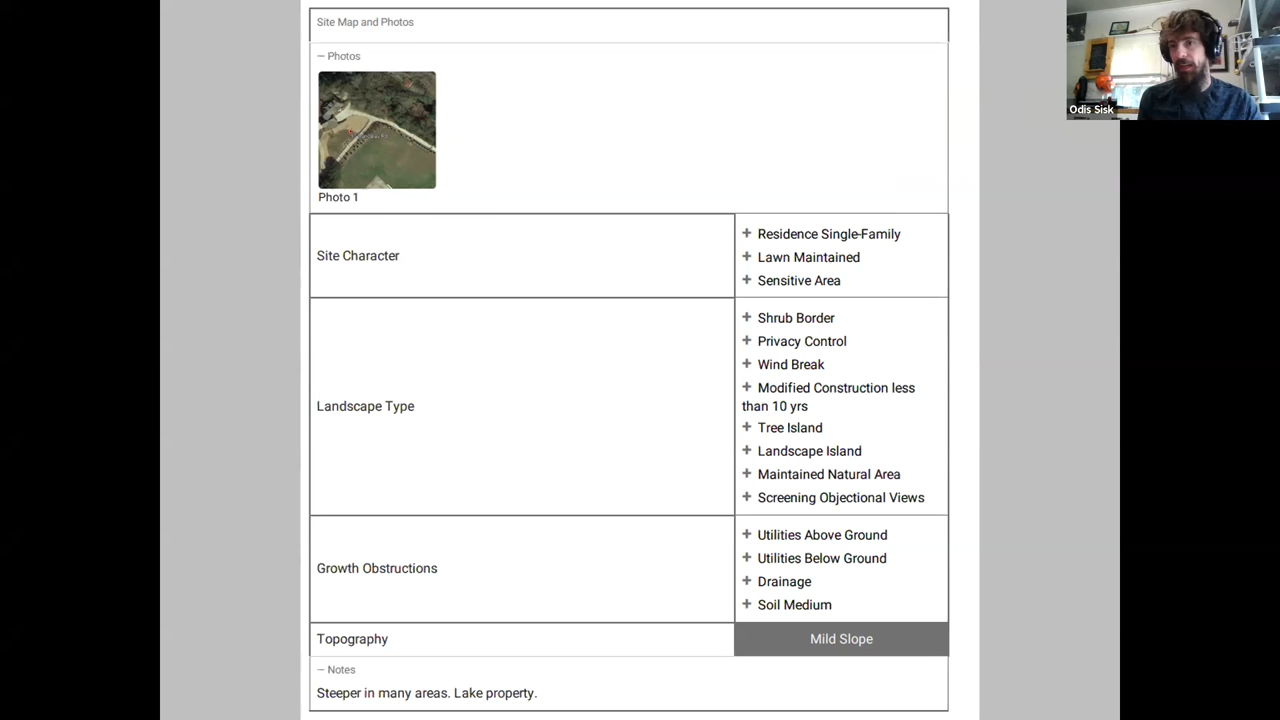 Site Map and Photos
– Photos
Photo 1
Odis Sisk
Site Character
+ Residence Single-Family
+ Lawn Maintained
+ Sensitive Area
Landscape Type
+ Shrub Border
+ Privacy Control
+ Wind Break
+ Modified Construction less
than 10 yrs
+ Tree Island
+ Landscape Island
+ Maintained Natural Area
+ Screening Objectional Views
Growth Obstructions
+ Utilities Above Ground
+ Utilities Below Ground
+ Drainage
+ Soil Medium
Topography
Mild Slope
– Notes
Steeper in many areas. Lake property.